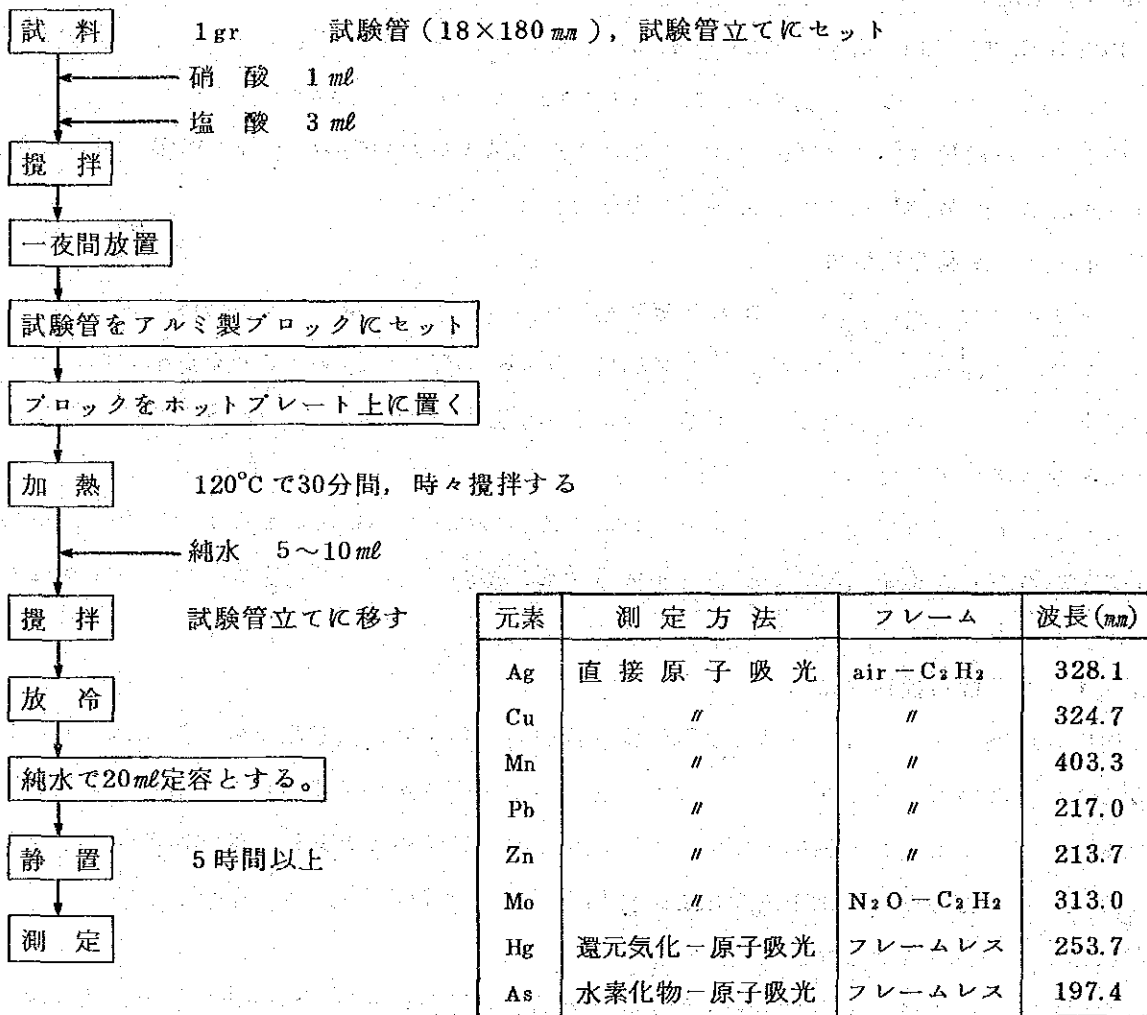 試料 1gr 試験管(18×180㎜),試験管立てにセット
硝酸 1㎖
塩酸 3㎖
攪拌
一夜間放置
試験管をアルミ製ブロックにセット
ブロックをホットプレート上に置く
加熱 120°Cで30分間,時々攪拌する
純水 5~10㎖
攪拌 試験管立てに移す
放冷
純水で20㎖定容とする。
静置 5時間以上
測定
元素 測定方法 フレーム 波長(㎜)
Ag 直接原子吸光 air-C₂H₂ 328.1
Cu 〃 〃 324.7
Mn 〃 〃 403.3
Pb 〃 〃 217.0
Zn 〃 〃 213.7
Mo 〃 N₂O-C₂H₂ 313.0
Hg 還元気化-原子吸光 フレームレス 253.7
As 水素化物-原子吸光 フレームレス 197.4